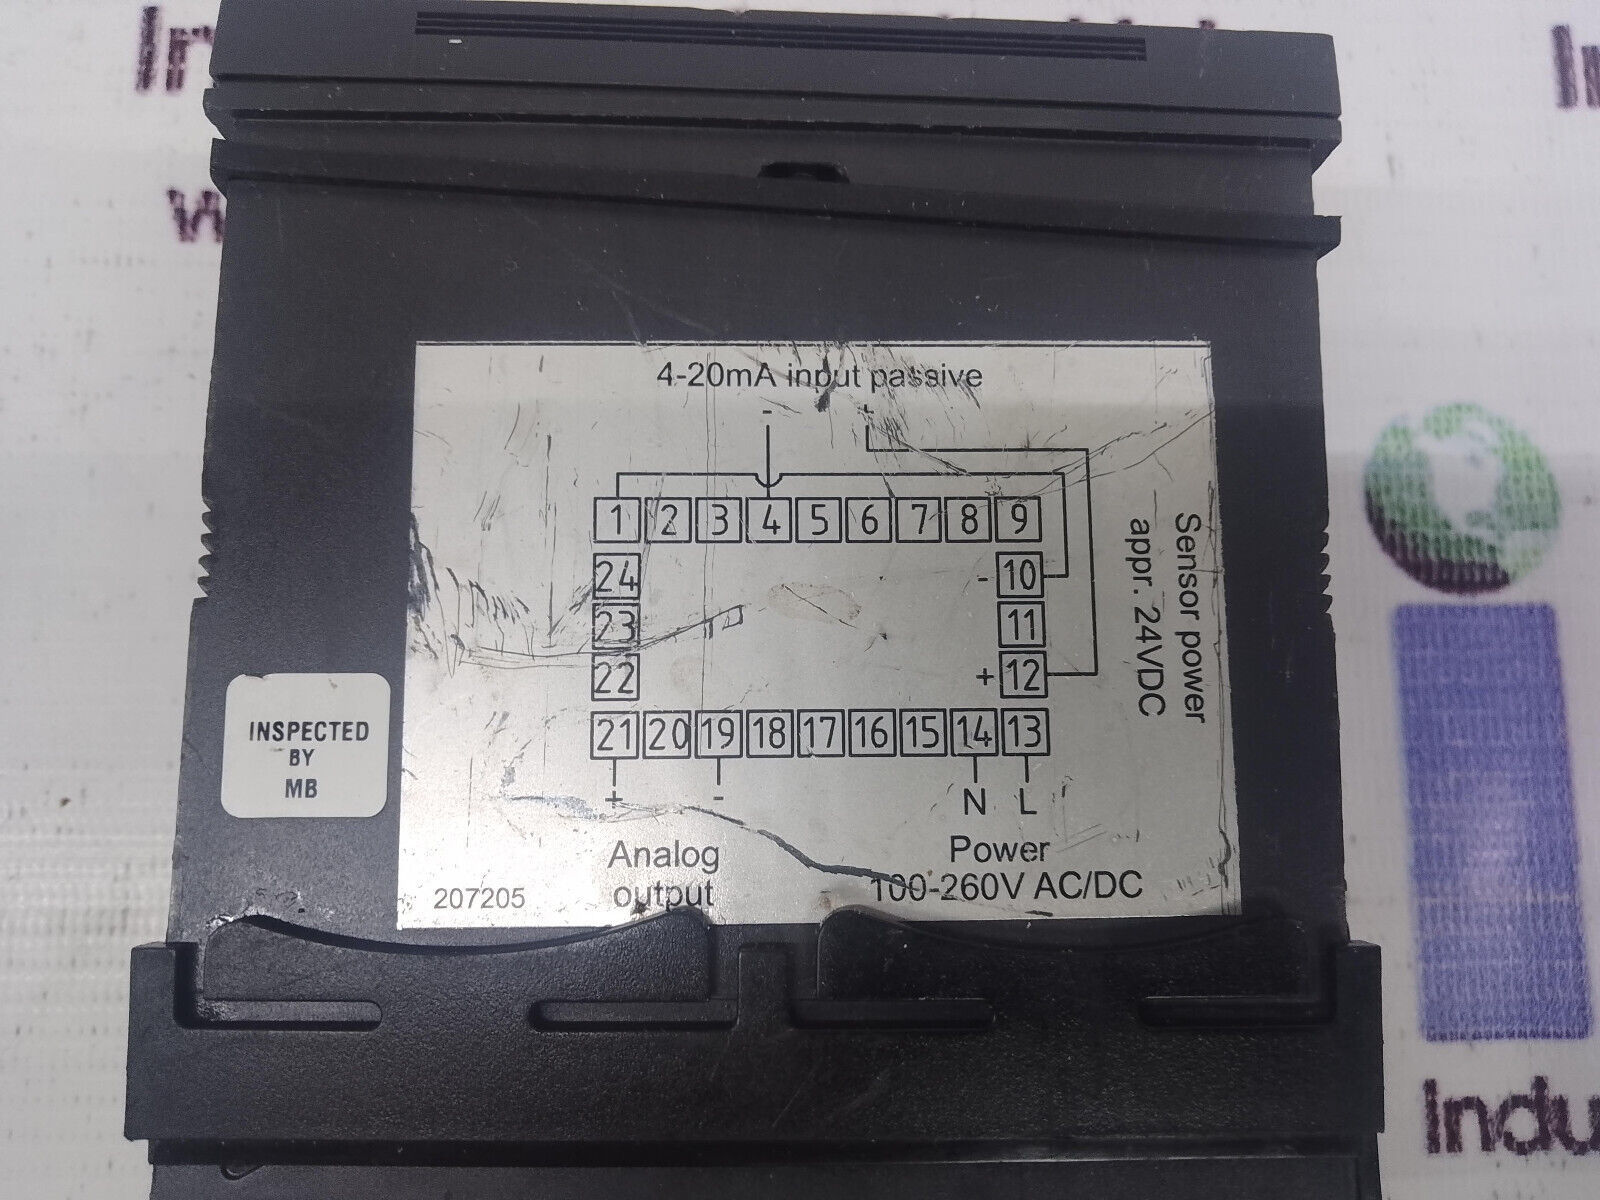 4-20mA input passive
- +
1 2 3 4 5 6 7 8 9
24 - 10
23 11
22 + 12
21 20 19 18 17 16 15 14 13
+ - N L
Analog
output
Power
100-260V AC/DC
207205
Sensor power
appr. 24VDC
INSPECTED
BY
MB
Indu